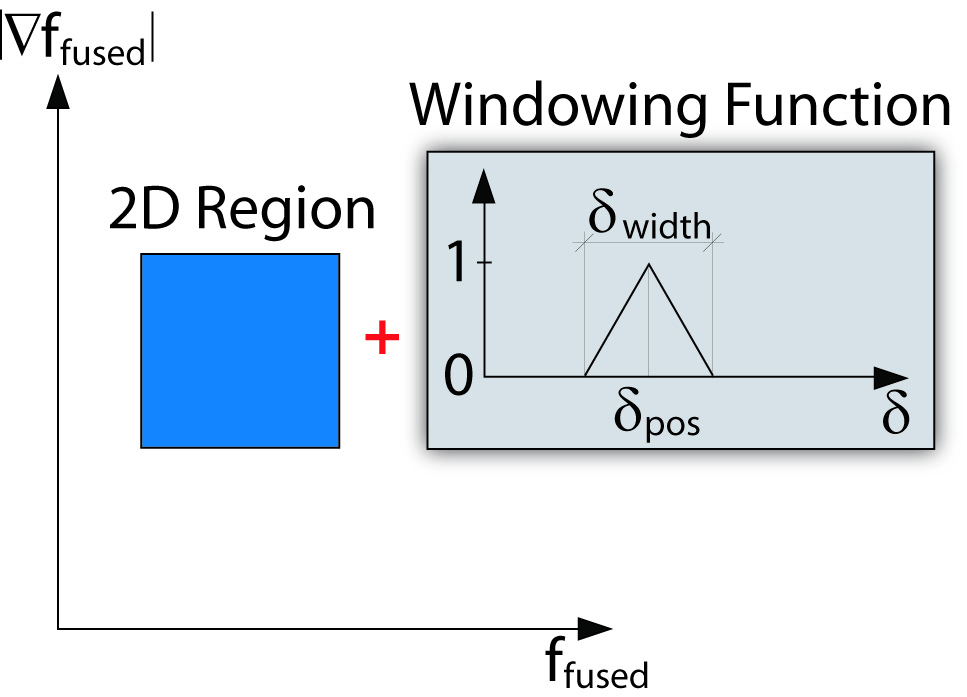 |∇f_fused|
Windowing Function
2D Region
δ_width
1
+
0
δ_pos
δ
f_fused